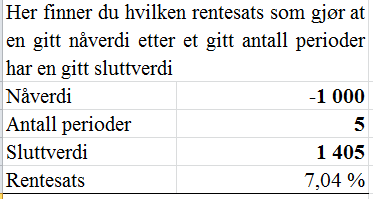 Her finner du hvilken rentesats som gjør at
en gitt nåverdi etter et gitt antall perioder
har en gitt sluttverdi
Nåverdi -1 000
Antall perioder 5
Sluttverdi 1 405
Rentesats 7,04 %